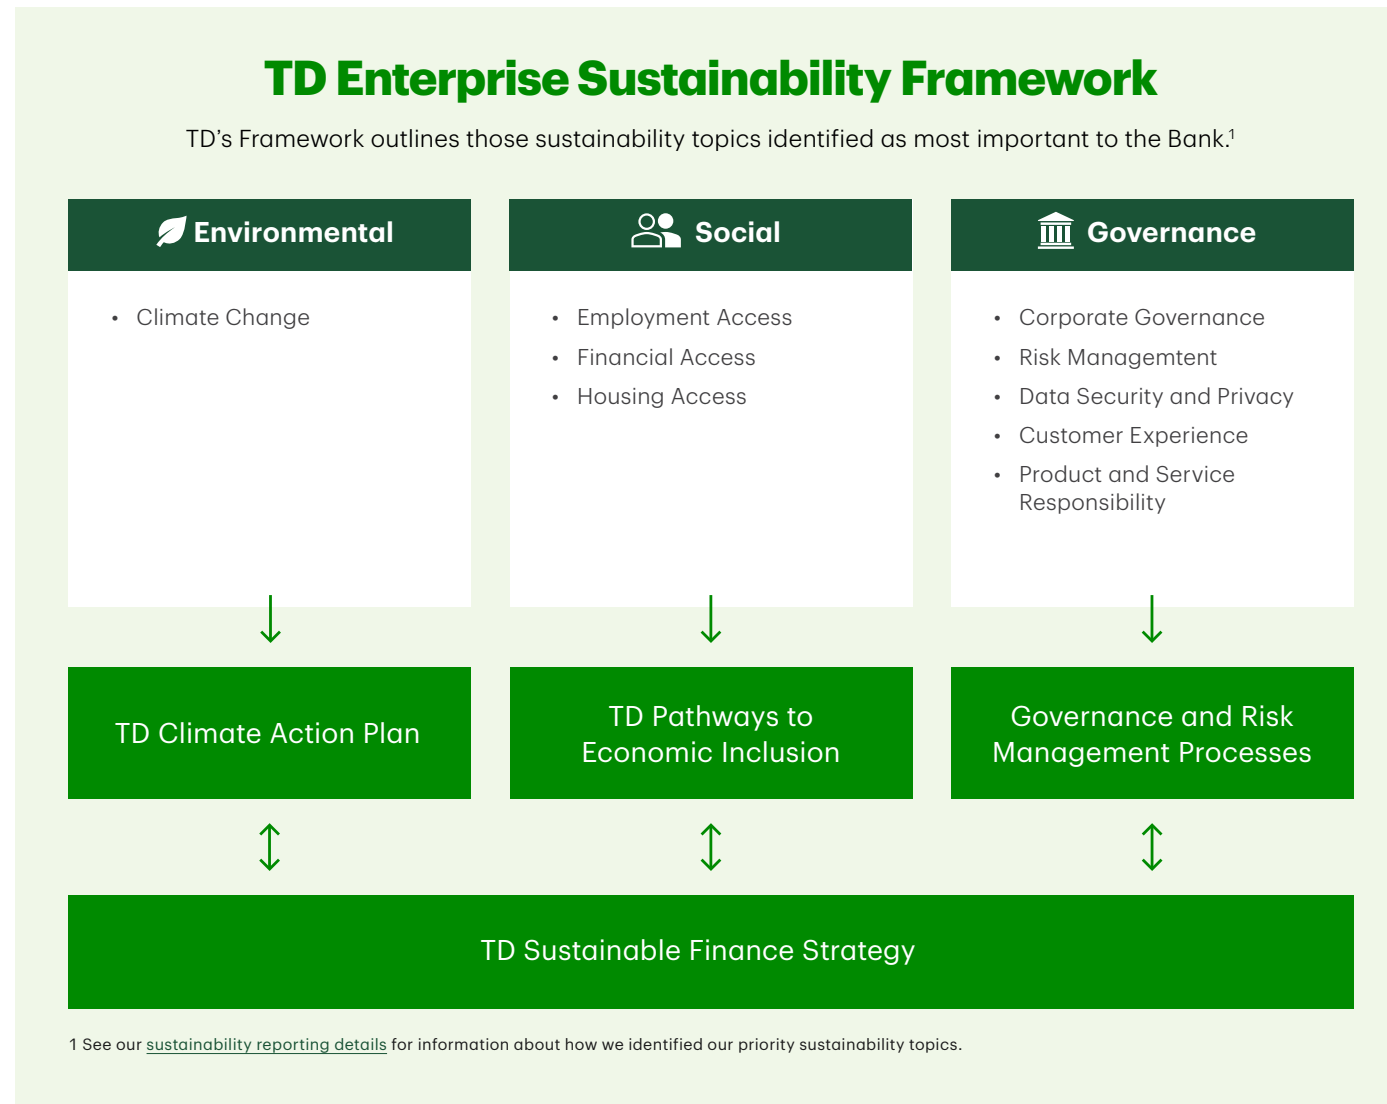 TD Enterprise Sustainability Framework
TD’s Framework outlines those sustainability topics identified as most important to the Bank.¹
Environmental
• Climate Change
Social
• Employment Access
• Financial Access
• Housing Access
Governance
• Corporate Governance
• Risk Managemtent
• Data Security and Privacy
• Customer Experience
• Product and Service
Responsibility
TD Climate Action Plan
TD Pathways to
Economic Inclusion
Governance and Risk
Management Processes
TD Sustainable Finance Strategy
1 See our sustainability reporting details for information about how we identified our priority sustainability topics.